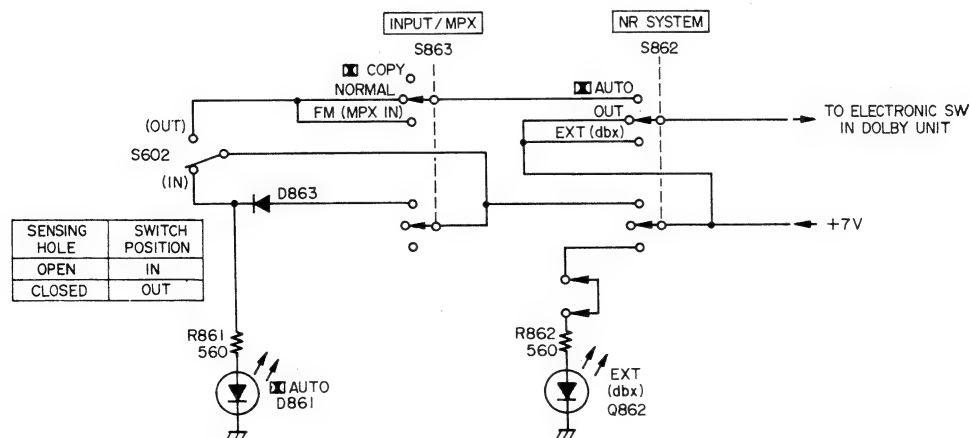 INPUT/MPX
S863
NR SYSTEM
S862
COPY
NORMAL
FM (MPX IN)
AUTO
OUT
EXT (dbx)
TO ELECTRONIC SW
IN DOLBY UNIT
(OUT)
S602
(IN)
D863
+7V
SENSING HOLE SWITCH POSITION
OPEN IN
CLOSED OUT
R861
560
AUTO
D861
R862
560
EXT
(dbx)
Q862